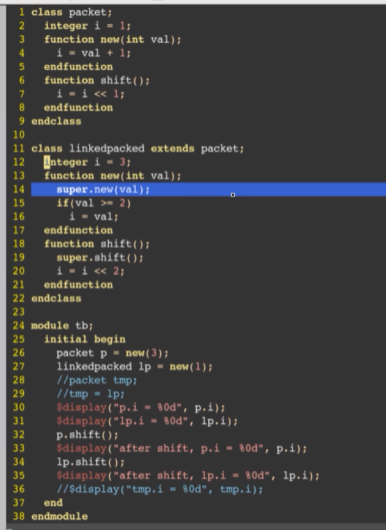 1 class packet;
2   integer i = 1;
3   function new(int val);
4     i = val + 1;
5   endfunction
6   function shift();
7     i = i << 1;
8   endfunction
9 endclass
10
11 class linkedpacked extends packet;
12   integer i = 3;
13   function new(int val);
14     super.new(val);
15     if(val >= 2)
16       i = val;
17   endfunction
18   function shift();
19     super.shift();
20     i = i << 2;
21   endfunction
22 endclass
23
24 module tb;
25   initial begin
26     packet p = new(3);
27     linkedpacked lp = new(1);
28     //packet tmp;
29     //tmp = lp;
30     $display("p.i = %0d", p.i);
31     $display("lp.i = %0d", lp.i);
32     p.shift();
33     $display("after shift, p.i = %0d", p.i);
34     lp.shift();
35     $display("after shift, lp.i = %0d", lp.i);
36     //$display("tmp.i = %0d", tmp.i);
37   end
38 endmodule